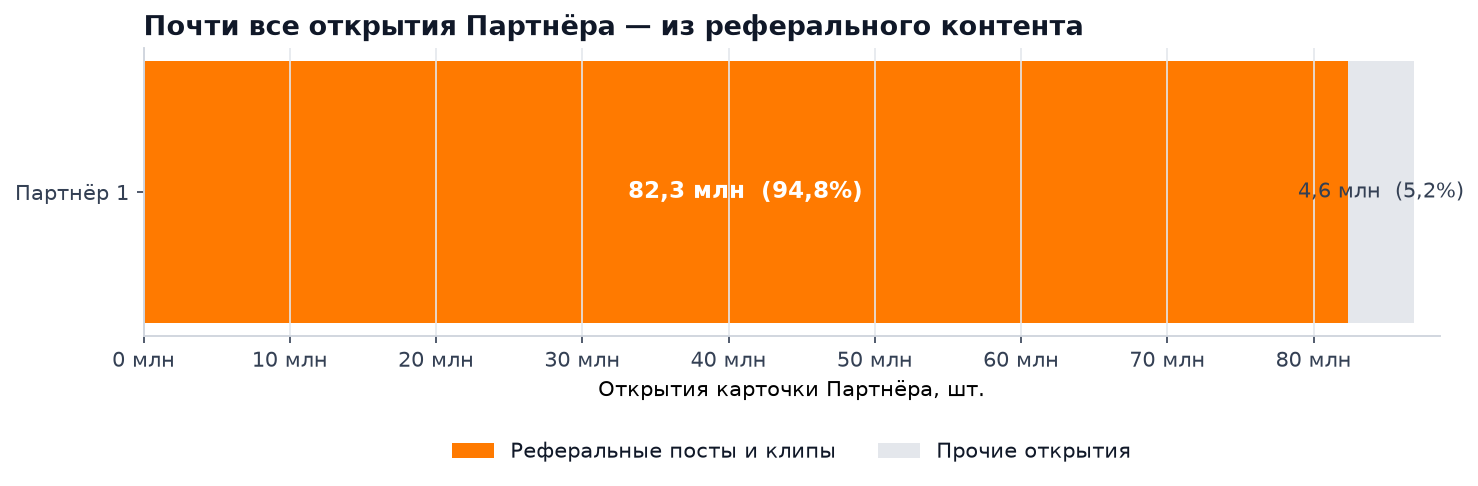 Почти все открытия Партнёра — из реферального контента
Партнёр 1
82,3 млн (94,8%)
4,6 млн (5,2%)
0 млн 10 млн 20 млн 30 млн 40 млн 50 млн 60 млн 70 млн 80 млн
Открытия карточки Партнёра, шт.
Реферальные посты и клипы Прочие открытия